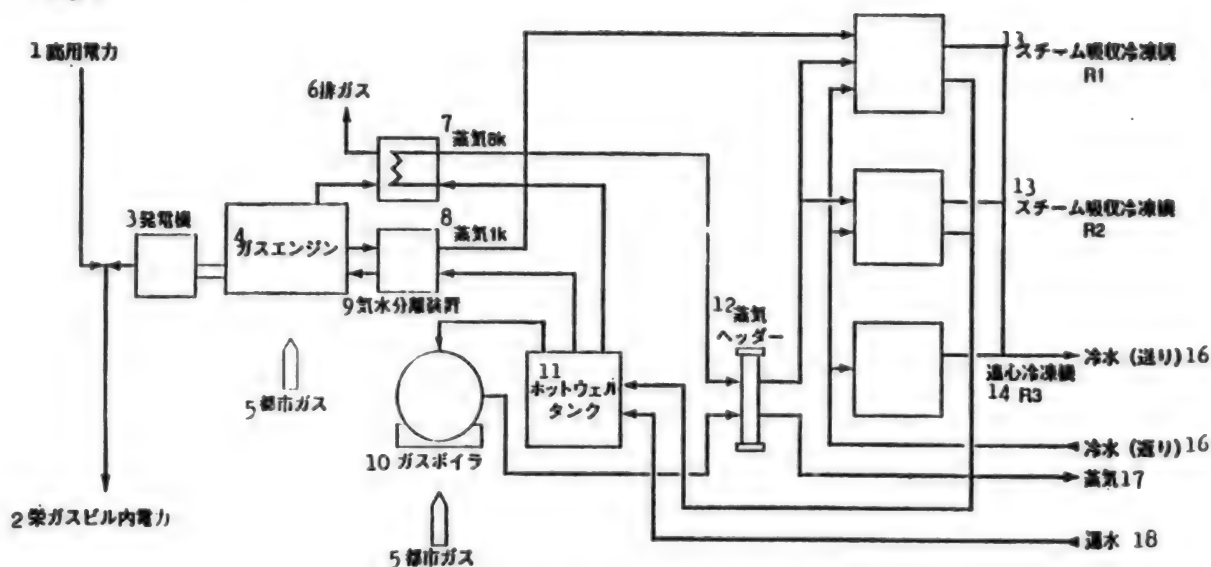 1 商用電力
13
スチーム吸収冷凍機
R1
6 排ガス
7
蒸気8k
3 発電機
4
ガスエンジン
8
蒸気1k
13
スチーム吸収冷凍機
R2
9 気水分離装置
12 蒸気
ヘッダー
11
ホットウェル
タンク
冷水 (送り) 16
遠心冷凍機
14 R3
5 都市ガス
10 ガスボイラ
冷水 (返り) 16
蒸気 17
2 栄ガスビル内電力
還水 18
5 都市ガス